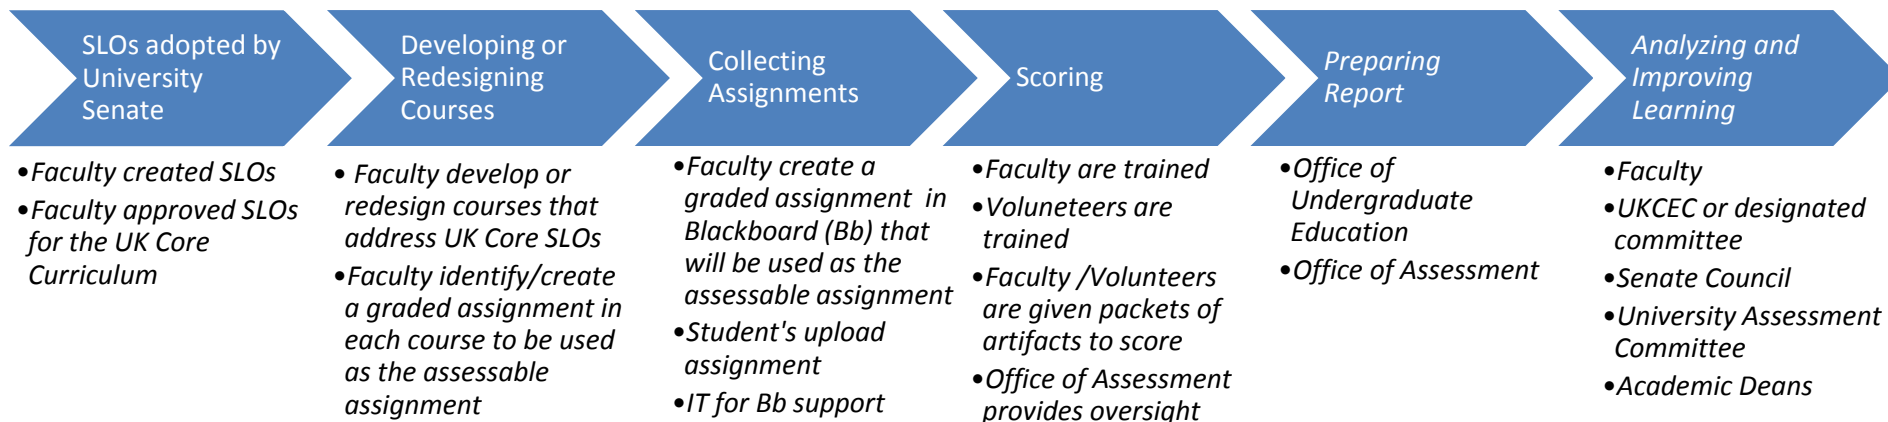 SLOs adopted by
University
Senate
•Faculty created SLOs
•Faculty approved SLOs
for the UK Core
Curriculum
Developing or
Redesigning
Courses
• Faculty develop or
redesign courses that
address UK Core SLOs
•Faculty identify/create
a graded assignment in
each course to be used
as the assessable
assignment
Collecting
Assignments
•Faculty create a
graded assignment in
Blackboard (Bb) that
will be used as the
assessable assignment
•Student's upload
assignment
•IT for Bb support
Scoring
•Faculty are trained
•Voluneteers are
trained
•Faculty /Volunteers
are given packets of
artifacts to score
•Office of Assessment
provides oversight
Preparing
Report
•Office of
Undergraduate
Education
•Office of Assessment
Analyzing and
Improving
Learning
•Faculty
•UKCEC or designated
committee
•Senate Council
•University Assessment
Committee
•Academic Deans